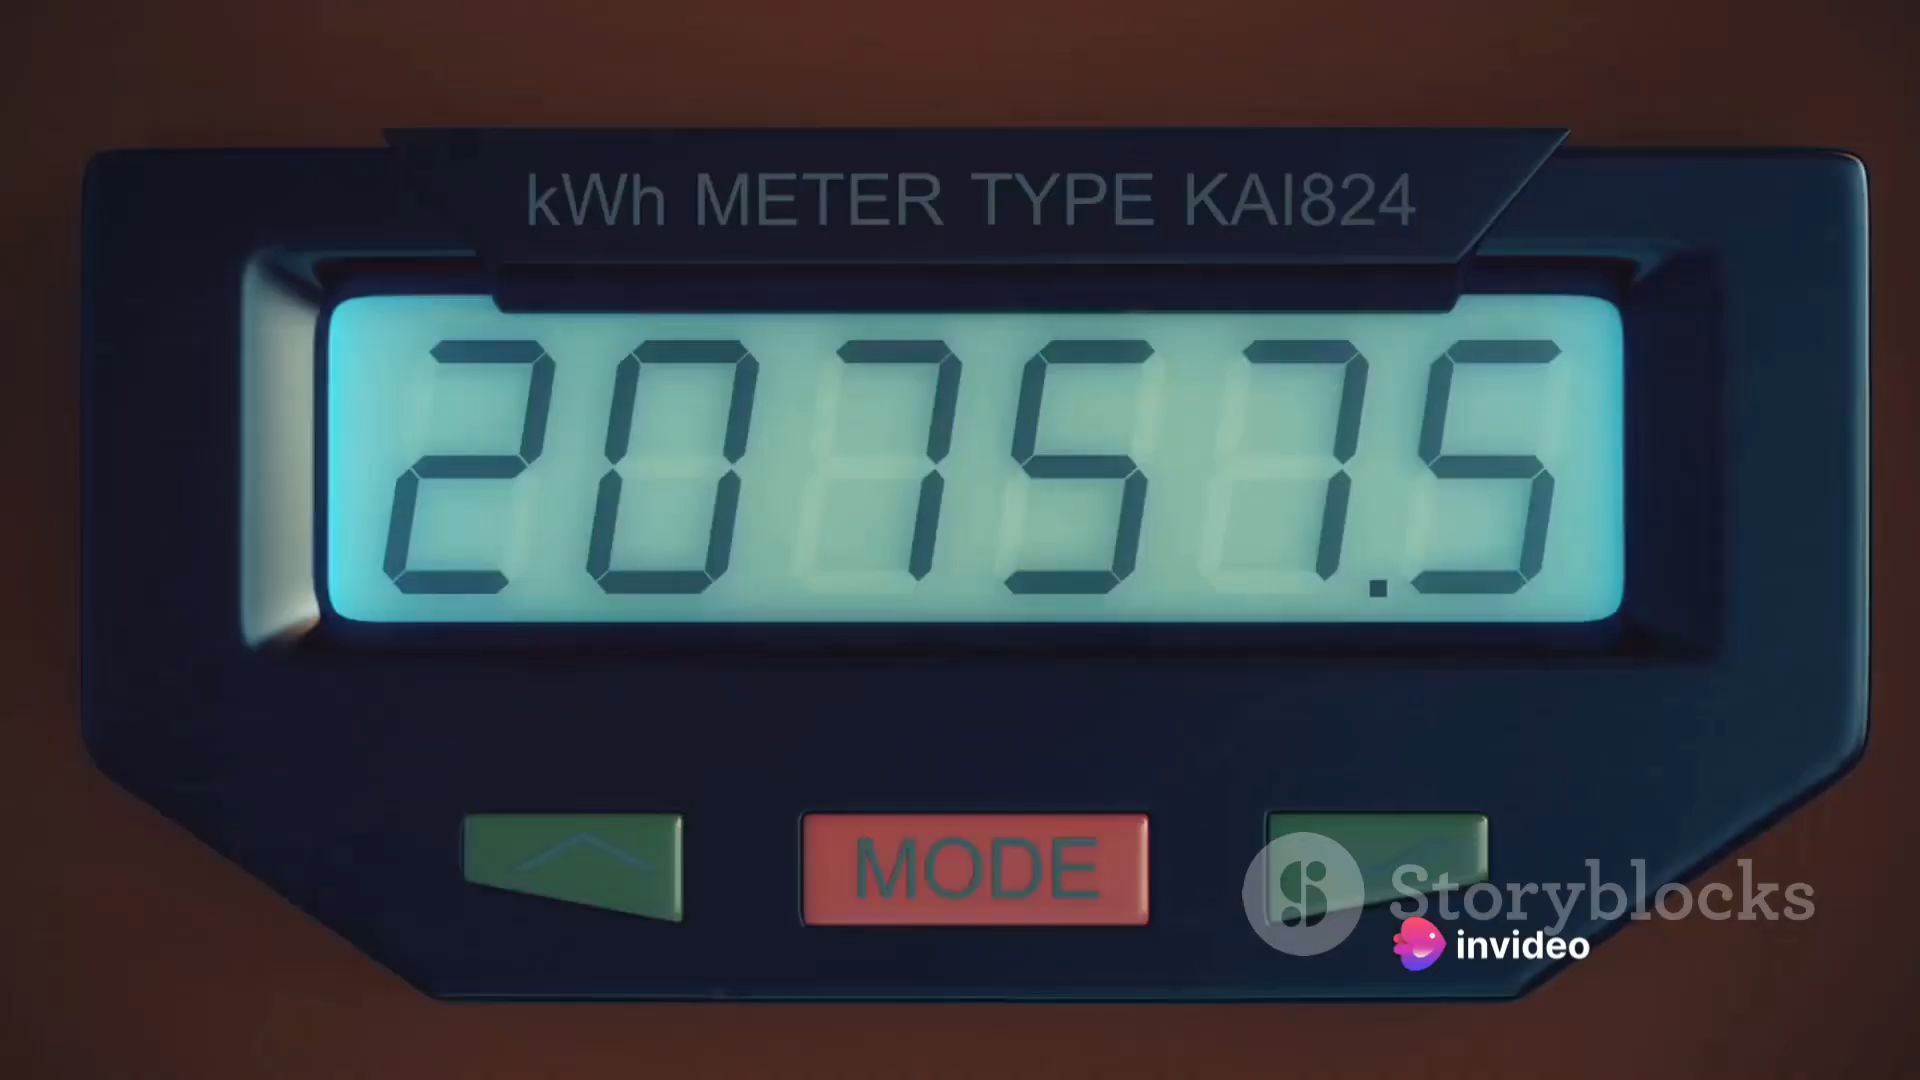 kWh METER TYPE KAI824
20757.5
MODE
Storyblocks
invideo